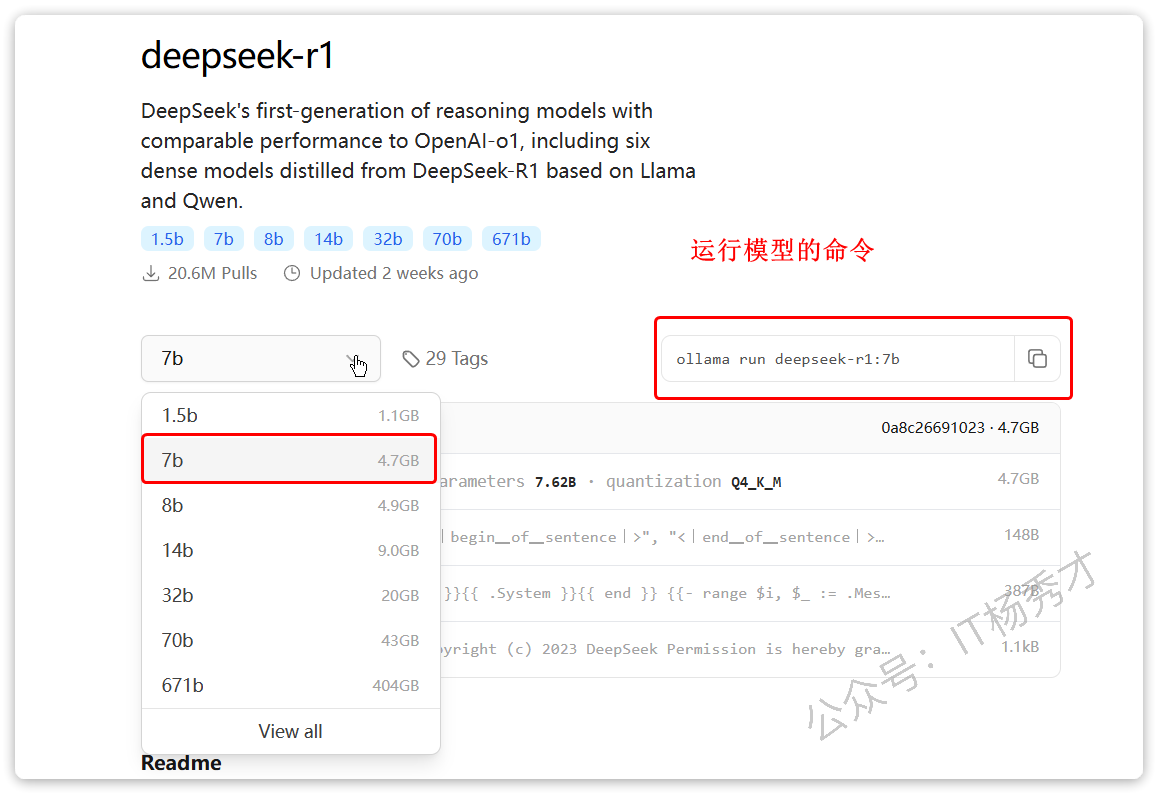 deepseek-r1
DeepSeek's first-generation of reasoning models with
comparable performance to OpenAI-o1, including six
dense models distilled from DeepSeek-R1 based on Llama
and Qwen.
1.5b 7b 8b 14b 32b 70b 671b
20.6M Pulls Updated 2 weeks ago
运行模型的命令
7b 29 Tags
ollama run deepseek-r1:7b
1.5b 1.1GB
7b 4.7GB
8b 4.9GB
14b 9.0GB
32b 20GB
70b 43GB
671b 404GB
View all
0a8c26691023 · 4.7GB
arameters 7.62B · quantization Q4_K_M 4.7GB
|begin__of__sentence|>", "<|end__of__sentence|>… 148B
}}{{ .System }}{{ end }} {{- range $i, $_ := .Mes… 387B
yright (c) 2023 DeepSeek Permission is hereby gra… 1.1kB
Readme
公众号：IT杨秀才